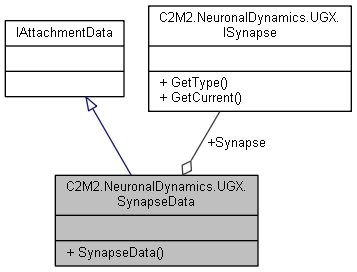 C2M2.NeuronalDynamics.UGX.
ISynapse
IAttachmentData
+ GetType()
+ GetCurrent()
+Synapse
C2M2.NeuronalDynamics.UGX.
SynapseData
+ SynapseData()